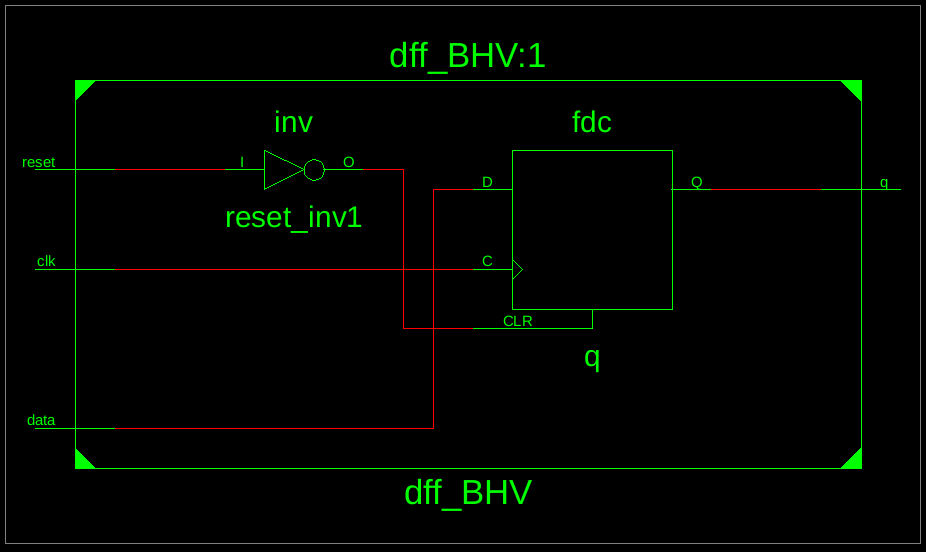 dff_BHV:1
inv
fdc
reset
I
O
D
Q
q
reset_inv1
clk
C
CLR
q
data
dff_BHV